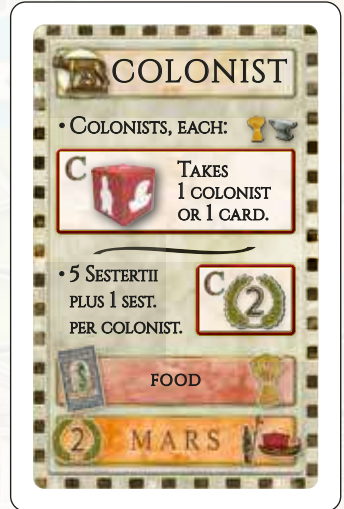 COLONIST
• COLONISTS, EACH:
C
TAKES
1 COLONIST
OR 1 CARD.
• 5 SESTERTII
PLUS 1 SEST.
PER COLONIST.
C
2
FOOD
2 MARS